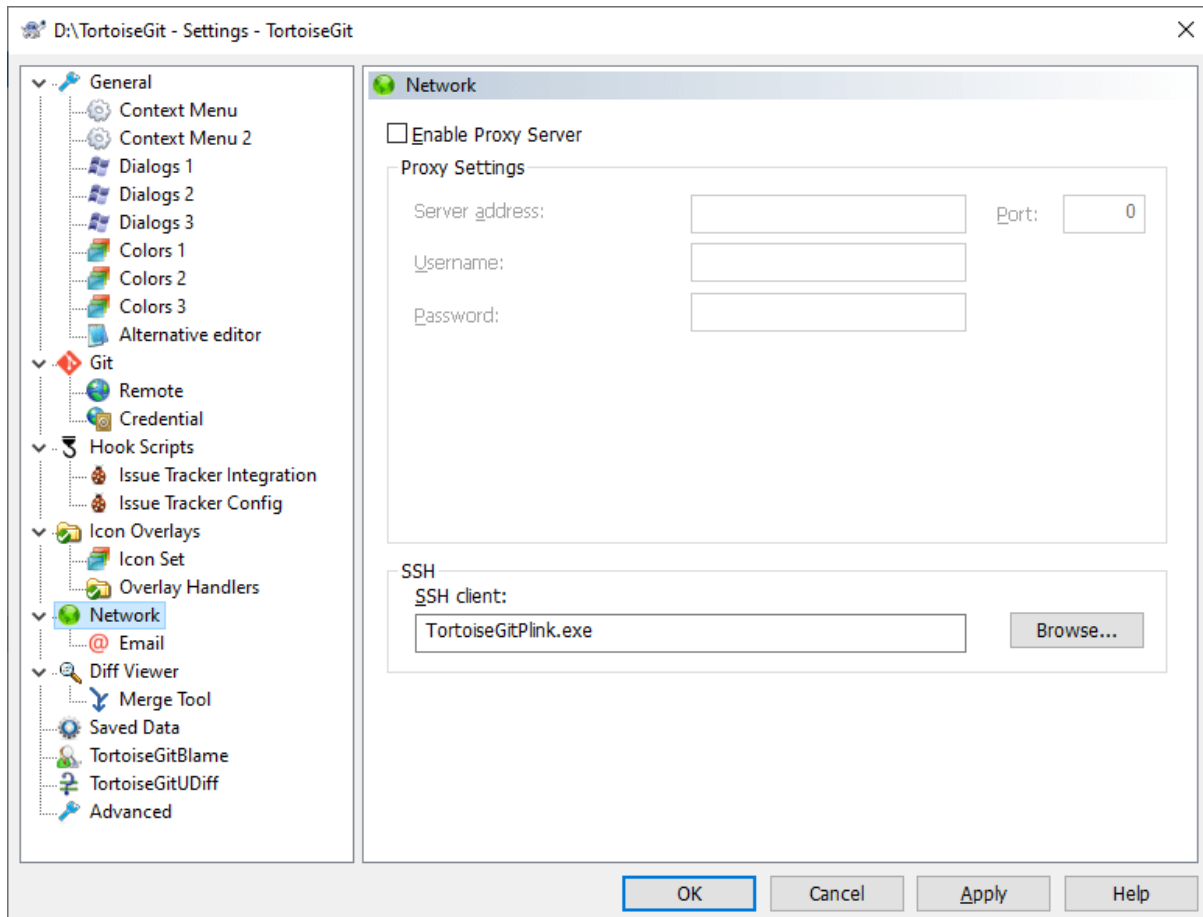 D:\TortoiseGit - Settings - TortoiseGit
General
Context Menu
Context Menu 2
Dialogs 1
Dialogs 2
Dialogs 3
Colors 1
Colors 2
Colors 3
Alternative editor
Git
Remote
Credential
Hook Scripts
Issue Tracker Integration
Issue Tracker Config
Icon Overlays
Icon Set
Overlay Handlers
Network
Email
Diff Viewer
Merge Tool
Saved Data
TortoiseGitBlame
TortoiseGitUDiff
Advanced
Network
Enable Proxy Server
Proxy Settings
Server address:
Port: 0
Username:
Password:
SSH
SSH client:
TortoiseGitPlink.exe Browse...
OK Cancel Apply Help